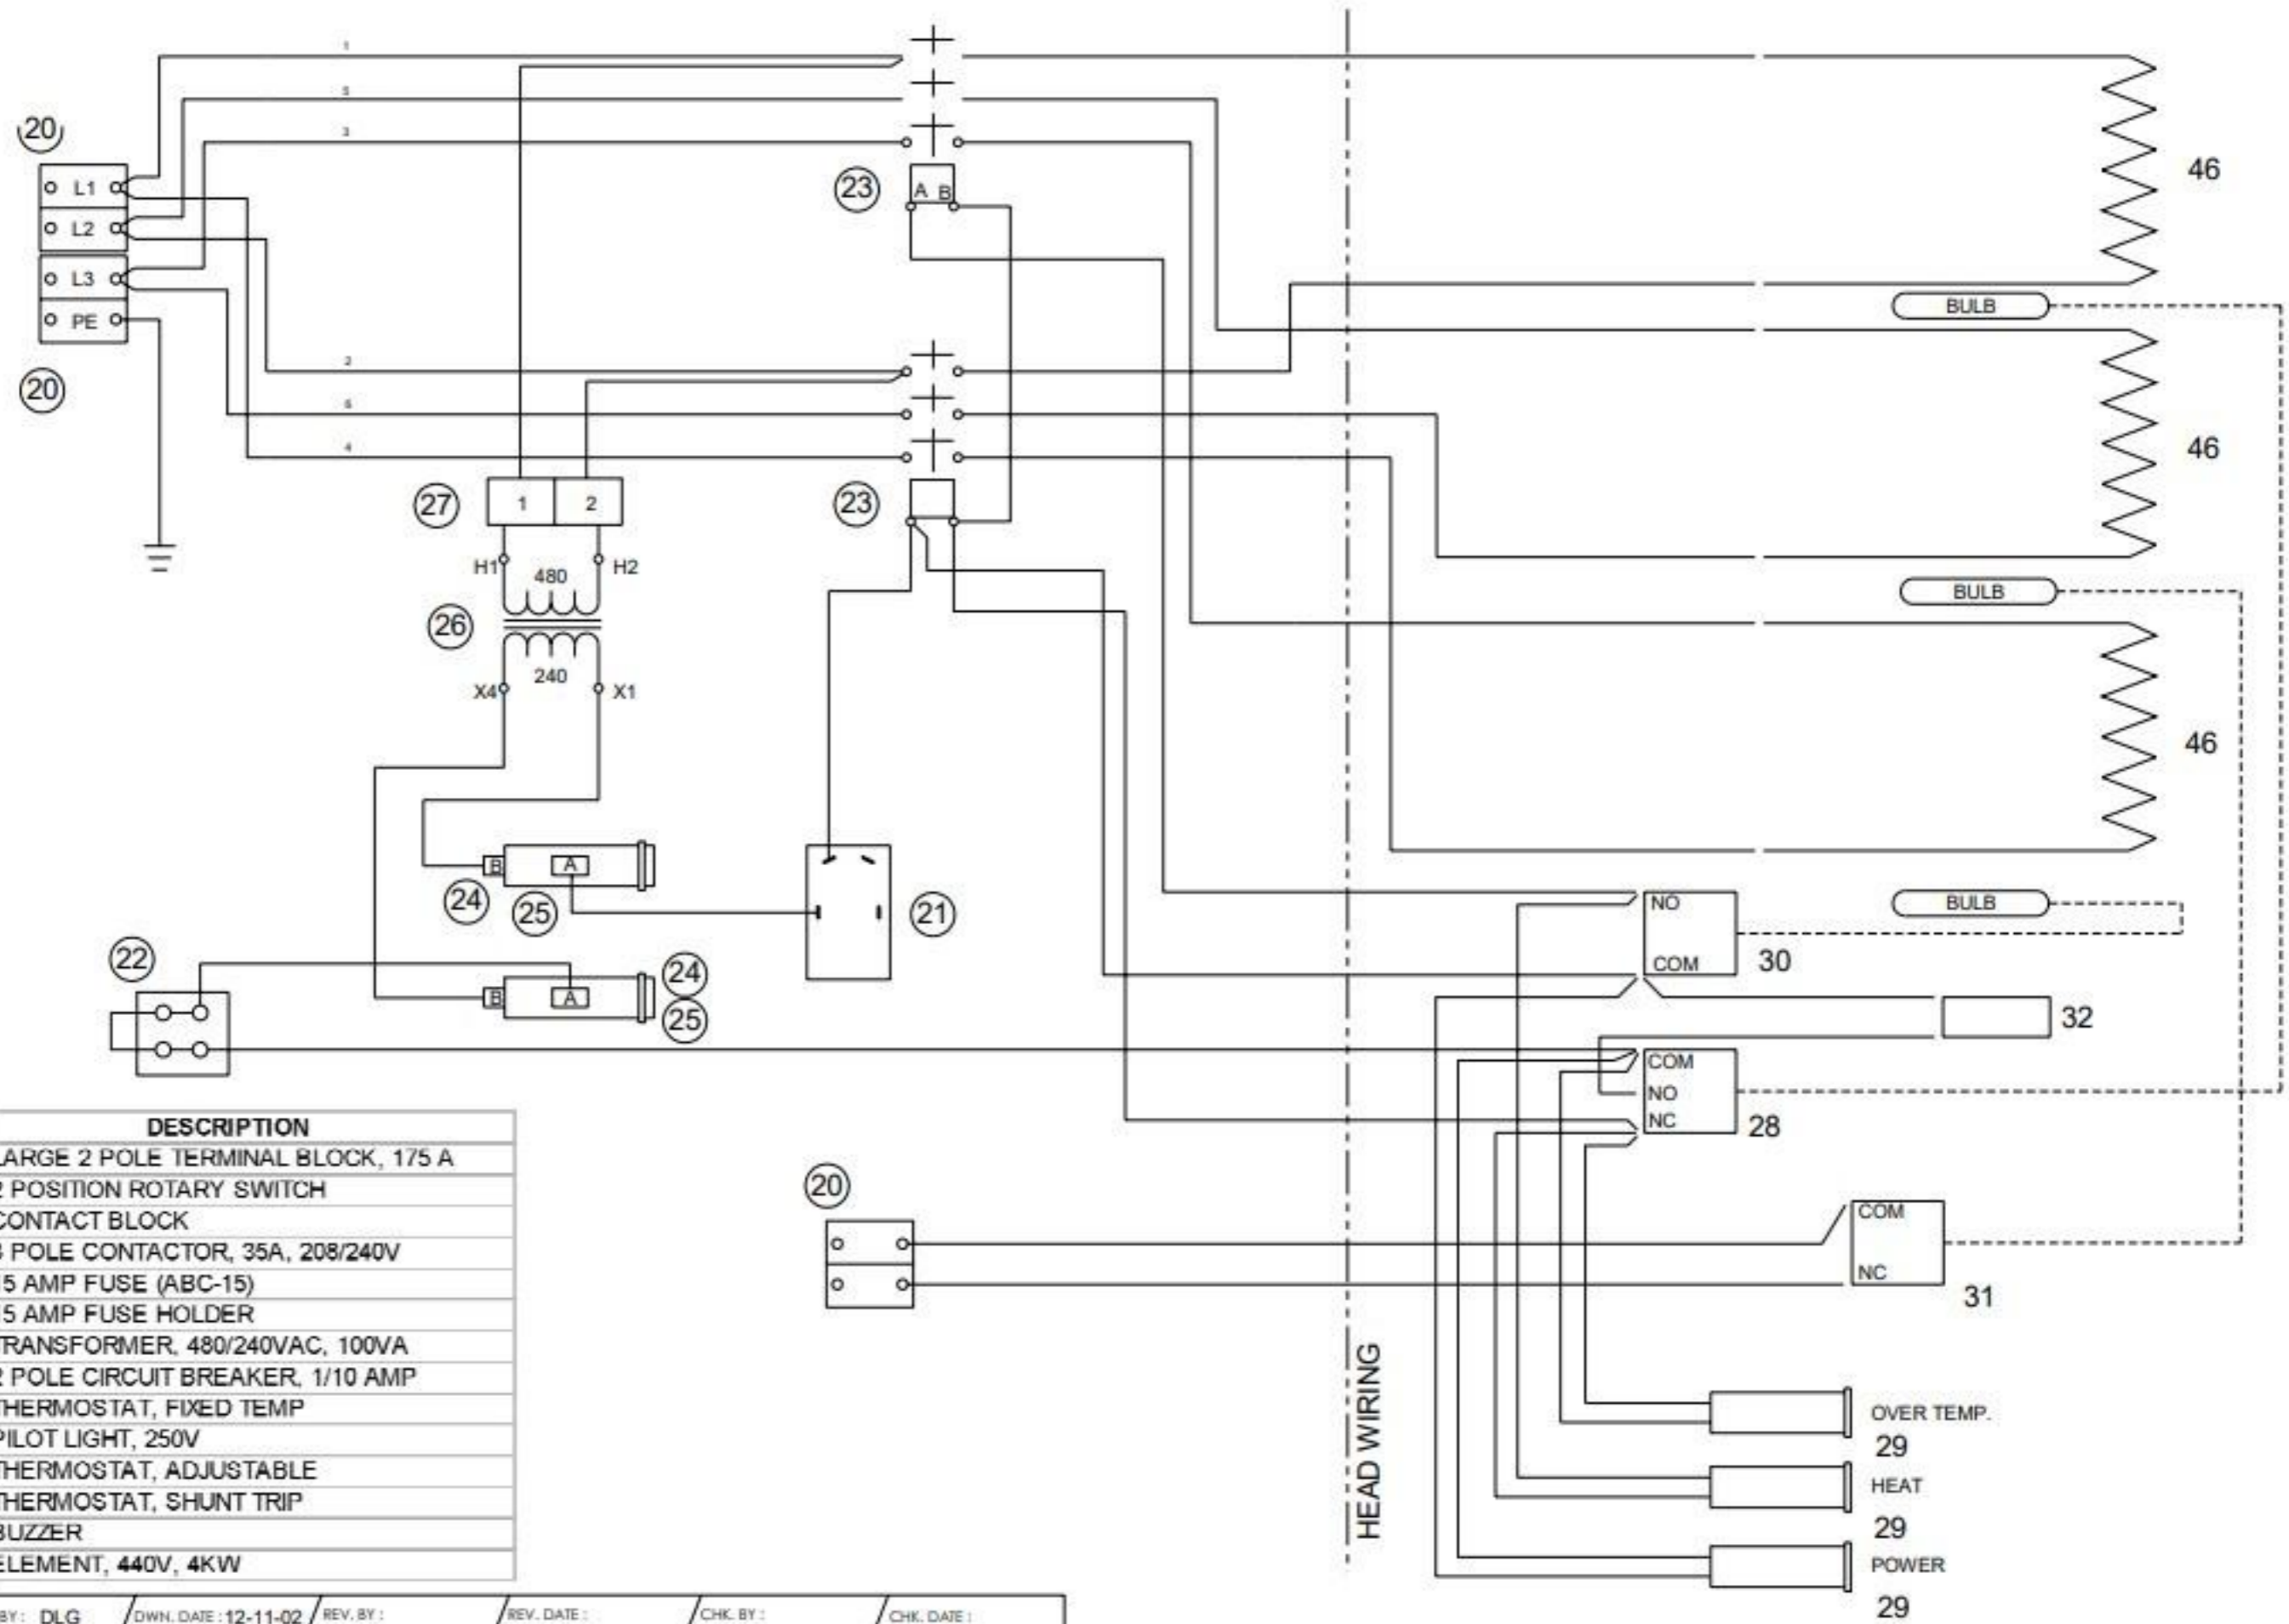 1
5
3
20
L1
L2
L3
PE
20
23
A B
46
BULB
2
6
4
27
1 2
23
46
H1 H2
480
26
240
X4 X1
BULB
46
B A
24 25
21
NO
COM
30
BULB
22
B A
24
25
32
COM
NO
NC
28
20
COM
NC
31
HEAD WIRING
OVER TEMP.
29
HEAT
29
POWER
29
DESCRIPTION
LARGE 2 POLE TERMINAL BLOCK, 175 A
2 POSITION ROTARY SWITCH
CONTACT BLOCK
3 POLE CONTACTOR, 35A, 208/240V
15 AMP FUSE (ABC-15)
15 AMP FUSE HOLDER
TRANSFORMER, 480/240VAC, 100VA
2 POLE CIRCUIT BREAKER, 1/10 AMP
THERMOSTAT, FIXED TEMP
PILOT LIGHT, 250V
THERMOSTAT, ADJUSTABLE
THERMOSTAT, SHUNT TRIP
BUZZER
ELEMENT, 440V, 4KW
BY: DLG DWN. DATE: 12-11-02 REV. BY: REV. DATE: CHK. BY: CHK. DATE: